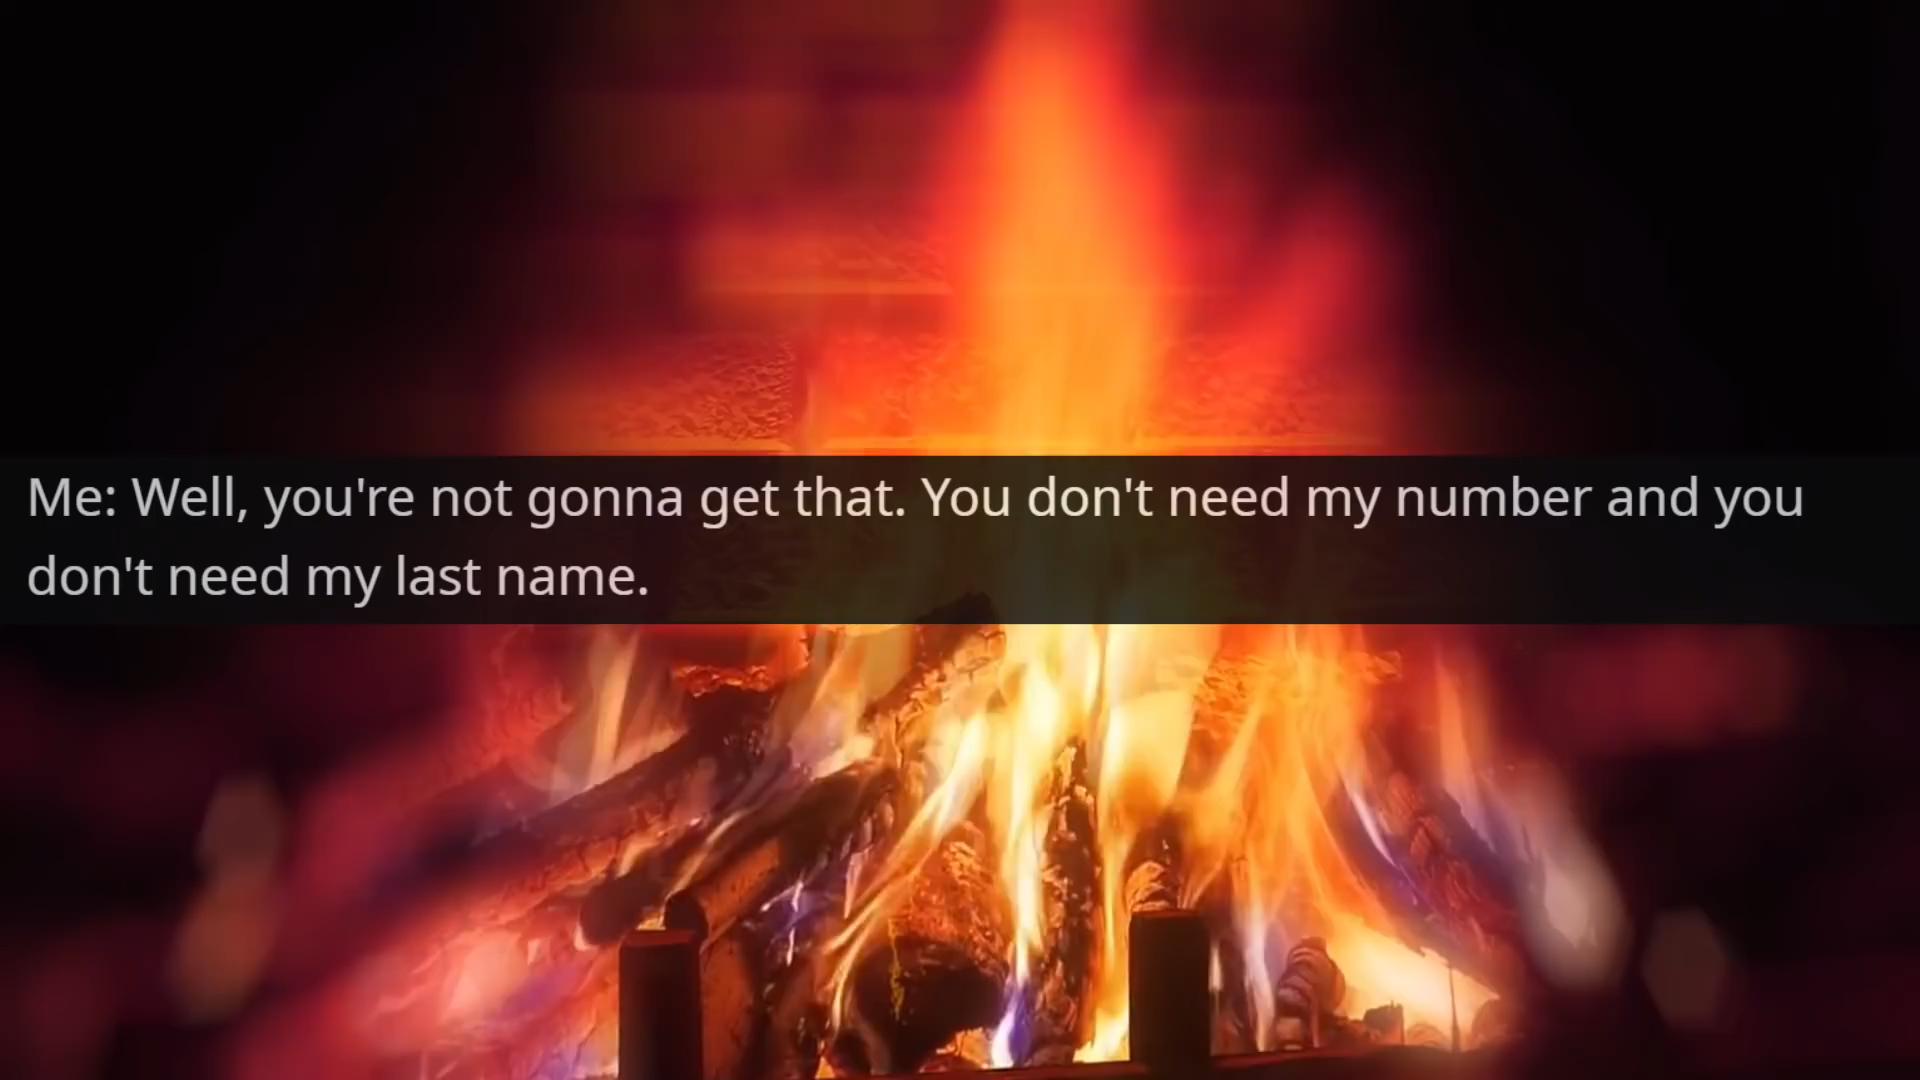 Me: Well, you're not gonna get that. You don't need my number and you
don't need my last name.